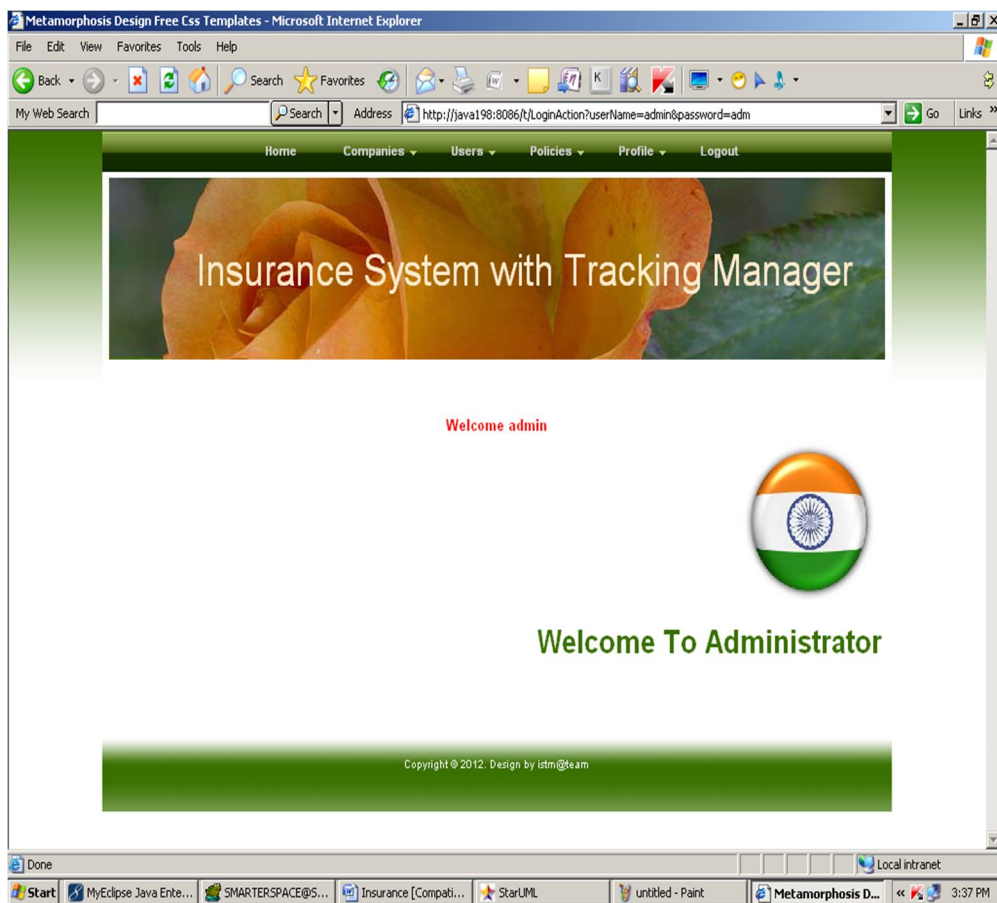 Metamorphosis Design Free Css Templates - Microsoft Internet Explorer
File Edit View Favorites Tools Help
Back Search Favorites
My Web Search Search Address http://java198:8086/t/LoginAction?userName=admin&password=adm Go Links »
Home Companies Users Policies Profile Logout
Insurance System with Tracking Manager
Welcome admin
Welcome To Administrator
Copyright © 2012. Design by istm@team
Done Local intranet
Start MyEclipse Java Ente... SMARTERSPACE@S... Insurance [Compati... StarUML untitled - Paint Metamorphosis D... « 3:37 PM